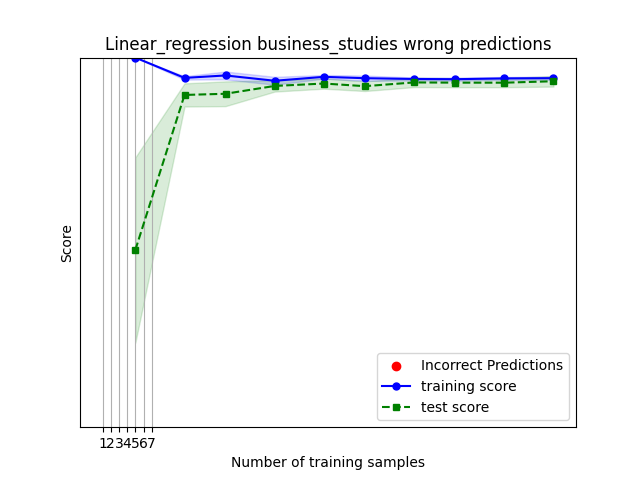 Linear_regression business_studies wrong predictions
Score
1234567
Number of training samples
Incorrect Predictions
training score
test score